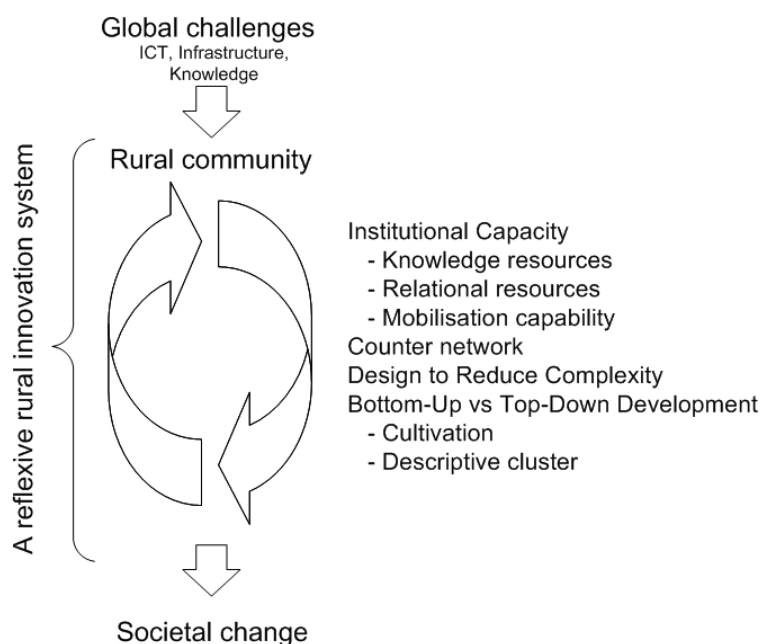 Global challenges
ICT, Infrastructure,
Knowledge
Rural community
A reflexive rural innovation system
Institutional Capacity
- Knowledge resources
- Relational resources
- Mobilisation capability
Counter network
Design to Reduce Complexity
Bottom-Up vs Top-Down Development
- Cultivation
- Descriptive cluster
Societal change